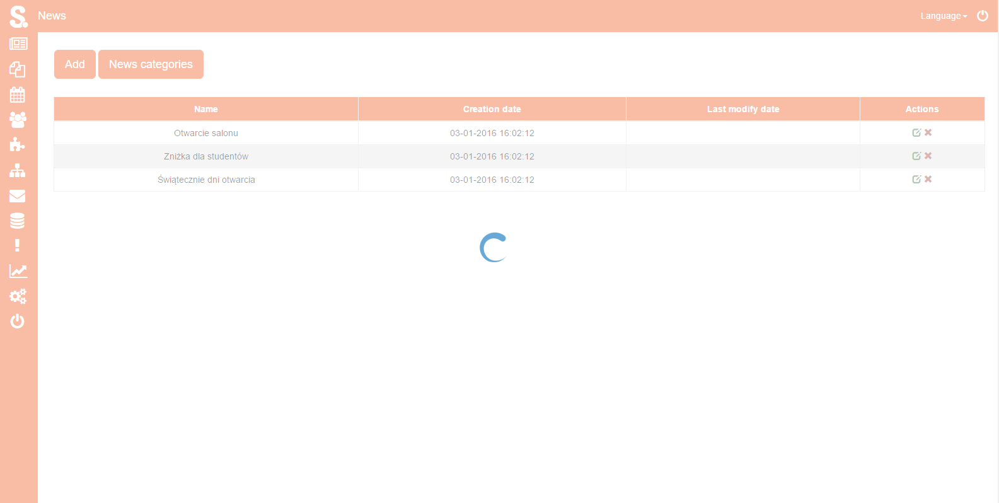 S. News Language
Add News categories
Name Creation date Last modify date Actions
Otwarcie salonu 03-01-2016 16:02:12
Zniżka dla studentów 03-01-2016 16:02:12
Świątecznie dni otwarcia 03-01-2016 16:02:12